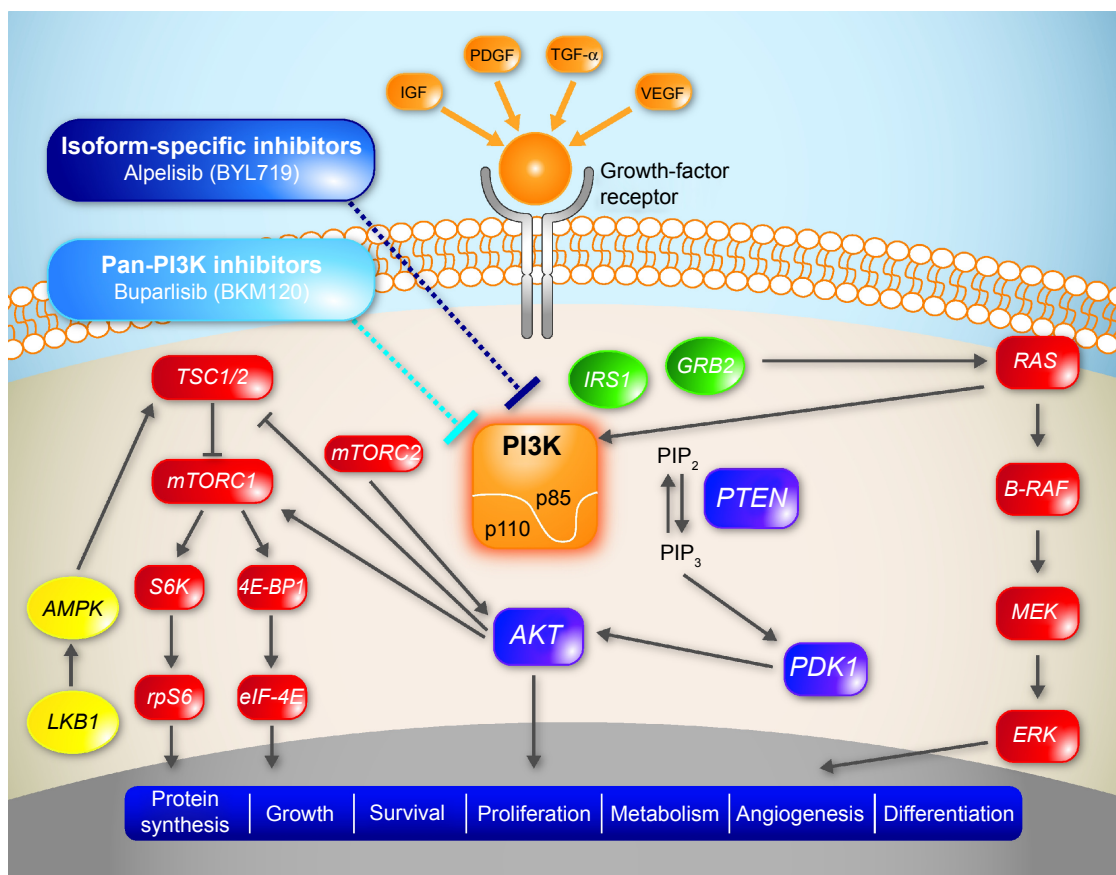 PDGF
TGF-α
IGF
VEGF
Isoform-specific inhibitors
Alpelisib (BYL719)
Growth-factor
receptor
Pan-PI3K inhibitors
Buparlisib (BKM120)
TSC1/2
IRS1
GRB2
RAS
mTORC2
PI3K
p85
p110
PIP2
PTEN
PIP3
mTORC1
B-RAF
S6K
4E-BP1
AMPK
AKT
MEK
PDK1
rpS6
eIF-4E
LKB1
ERK
Protein
synthesis
Growth
Survival
Proliferation
Metabolism
Angiogenesis
Differentiation